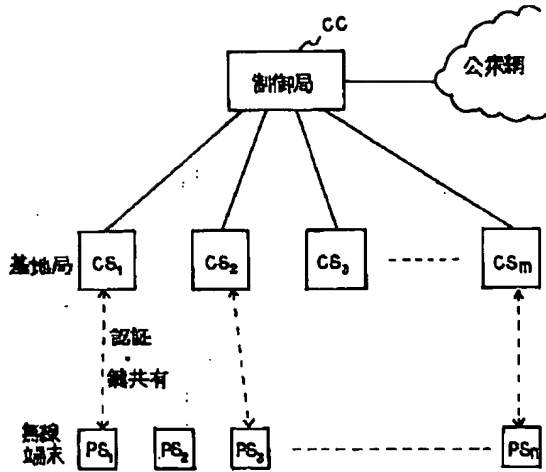 CC
制御局
公衆網
基地局
CS₁
CS₂
CS₃
CSm
認証
・
鍵共有
無線
端末
PS₁
PS₂
PS₃
PSn